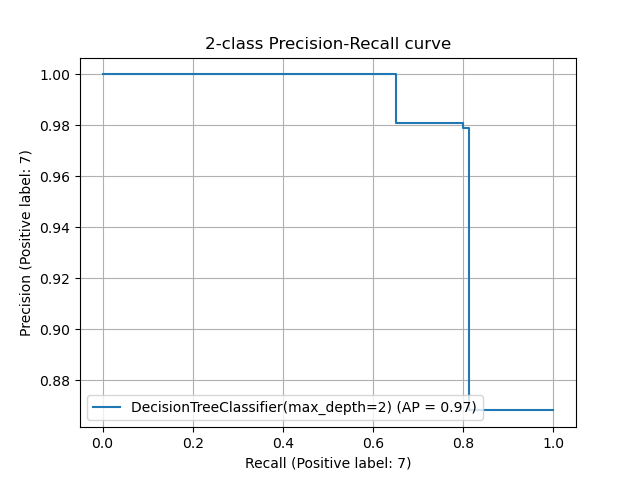 2-class Precision-Recall curve
Precision (Positive label: 7)
1.00
0.98
0.96
0.94
0.92
0.90
0.88
DecisionTreeClassifier(max_depth=2) (AP = 0.97)
0.0 0.2 0.4 0.6 0.8 1.0
Recall (Positive label: 7)